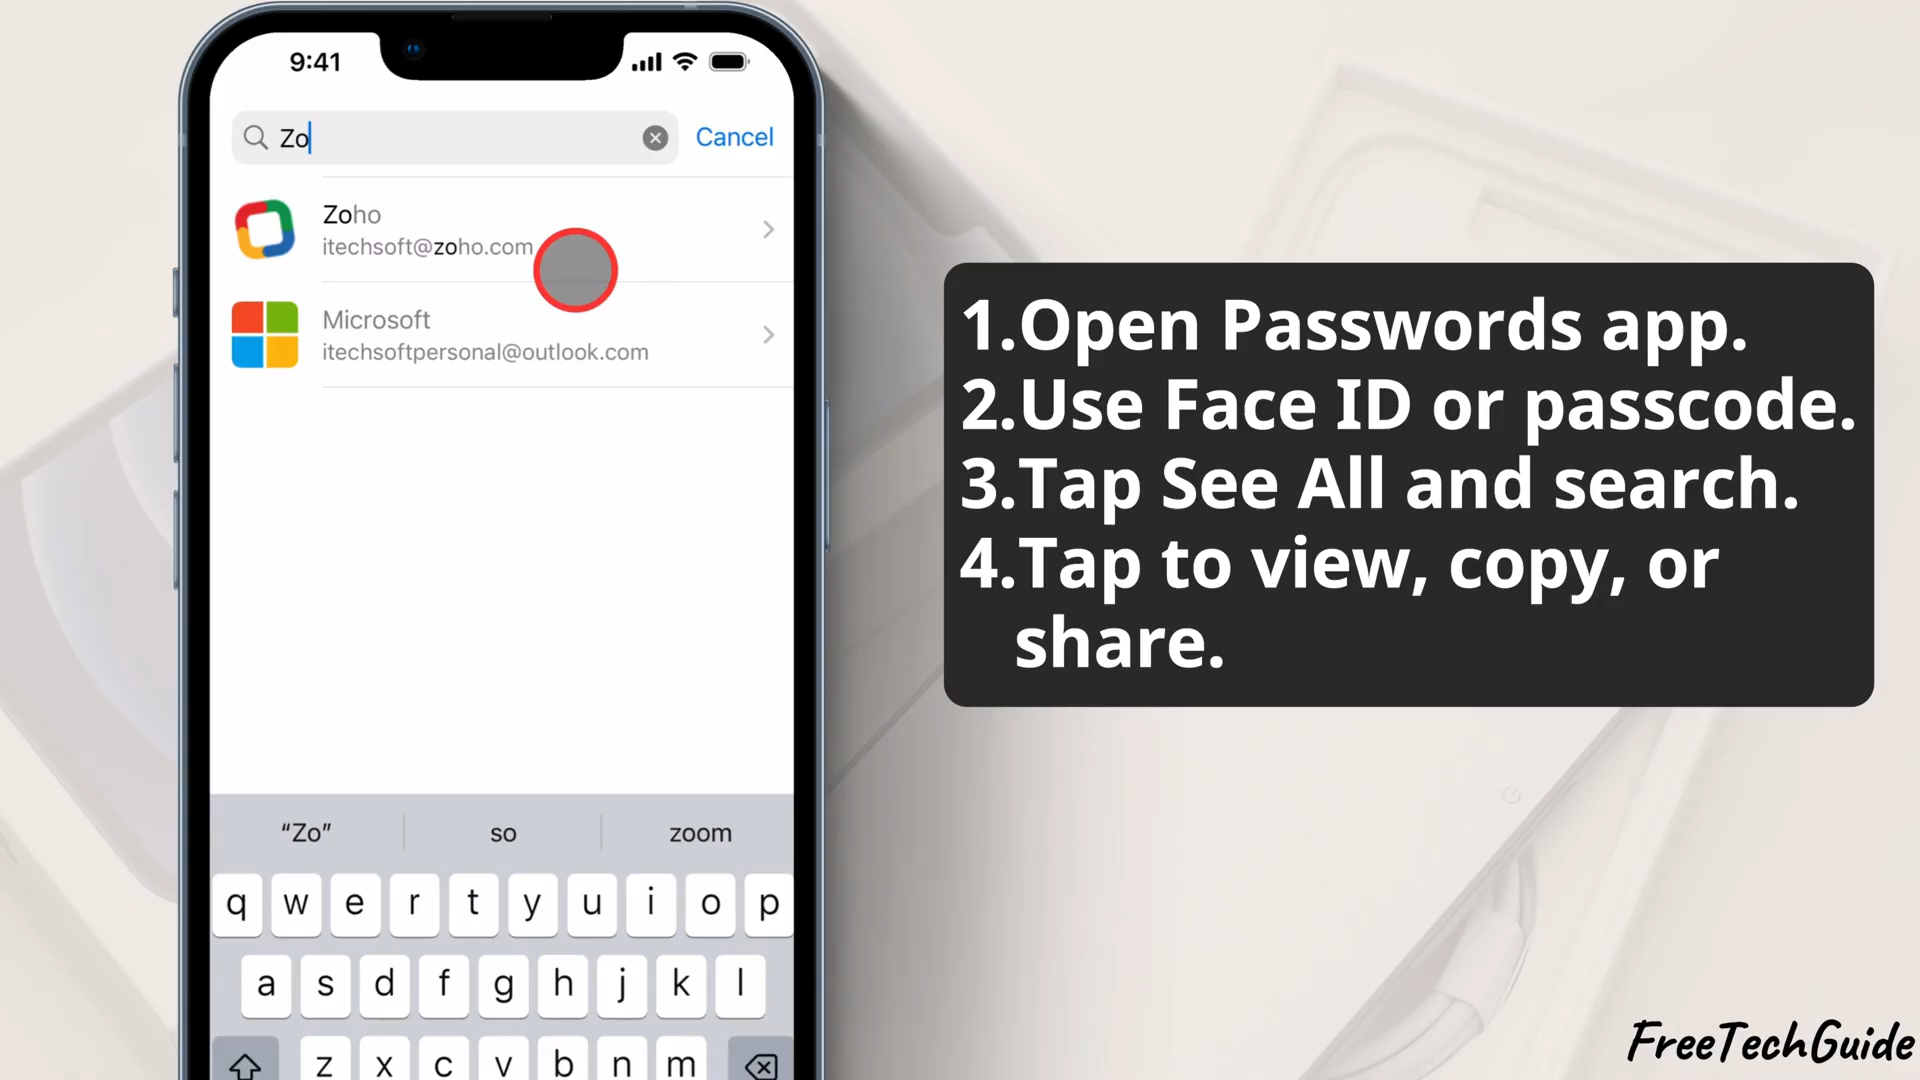 9:41
Zo
Cancel
Zoho
itechsoft@zoho.com
Microsoft
itechsoftpersonal@outlook.com
“Zo” so zoom
q w e r t y u i o p
a s d f g h j k l
z x c v b n m
1.Open Passwords app.
2.Use Face ID or passcode.
3.Tap See All and search.
4.Tap to view, copy, or
share.
FreeTechGuide